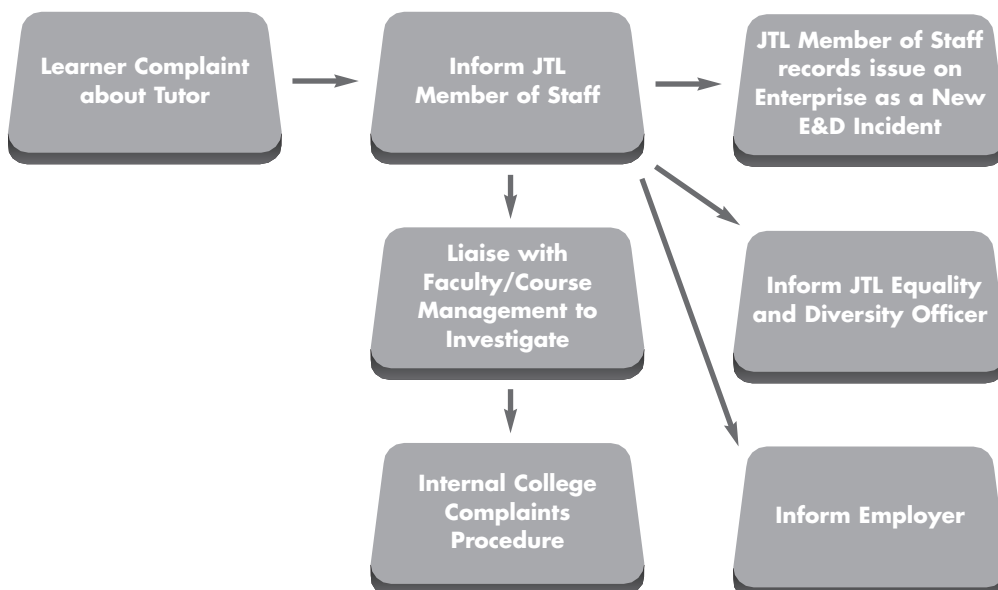 Learner Complaint
about Tutor
Inform JTL
Member of Staff
JTL Member of Staff
records issue on
Enterprise as a New
E&D Incident
Liaise with
Faculty/Course
Management to
Investigate
Inform JTL Equality
and Diversity Officer
Internal College
Complaints
Procedure
Inform Employer